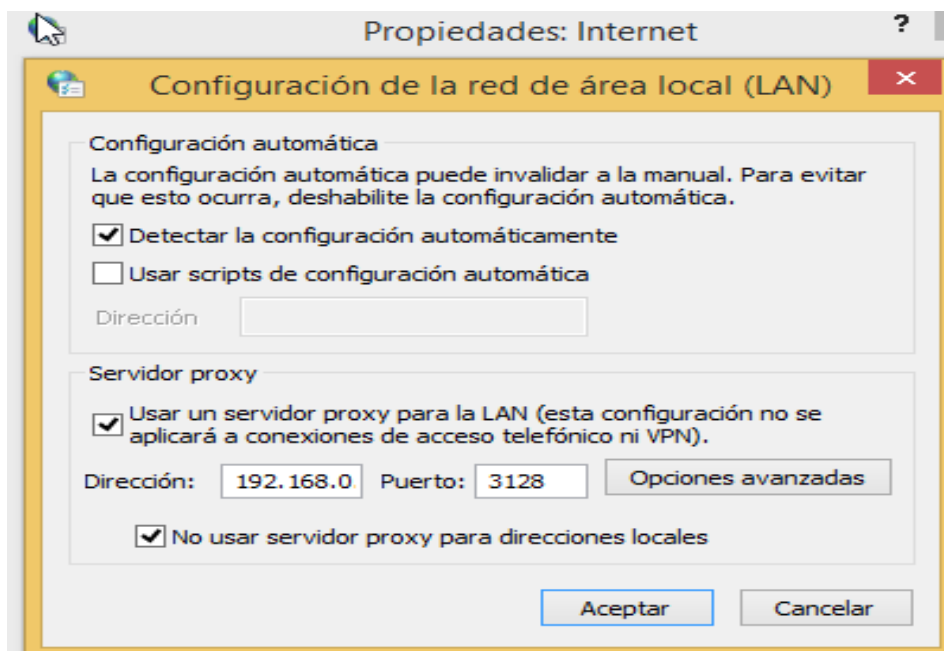 Propiedades: Internet
?
Configuración de la red de área local (LAN)
Configuración automática
La configuración automática puede invalidar a la manual. Para evitar
que esto ocurra, deshabilite la configuración automática.
Detectar la configuración automáticamente
Usar scripts de configuración automática
Dirección
Servidor proxy
Usar un servidor proxy para la LAN (esta configuración no se
aplicará a conexiones de acceso telefónico ni VPN).
Dirección: 192.168.0 Puerto: 3128 Opciones avanzadas
No usar servidor proxy para direcciones locales
Aceptar Cancelar